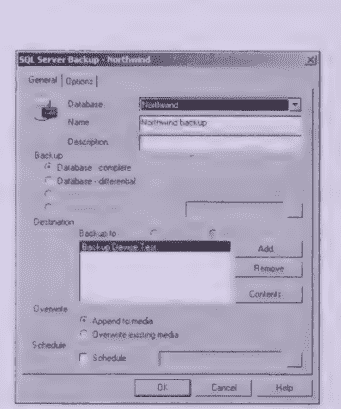 SQL Server Backup - Northwind
General Options
Database: Northwind
Name Northwind backup
Description
Backup
Database - complete
Database - differential
Destination
Backup to
Backup Device Test
Add
Remove
Contents
Overwrite
Append to media
Overwrite existing media
Schedule
Schedule
OK Cancel Help